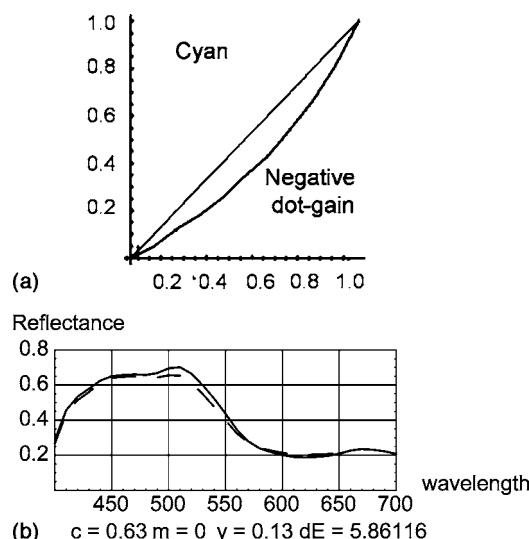 1.0
Cyan
0.8
0.6
0.4
Negative
dot-gain
0.2
0.2 0.4 0.6 0.8 1.0
(a)
Reflectance
0.8
0.6
0.4
0.2
wavelength
450 500 550 600 650 700
(b) c = 0.63 m = 0 y = 0.13 dE = 5.86116